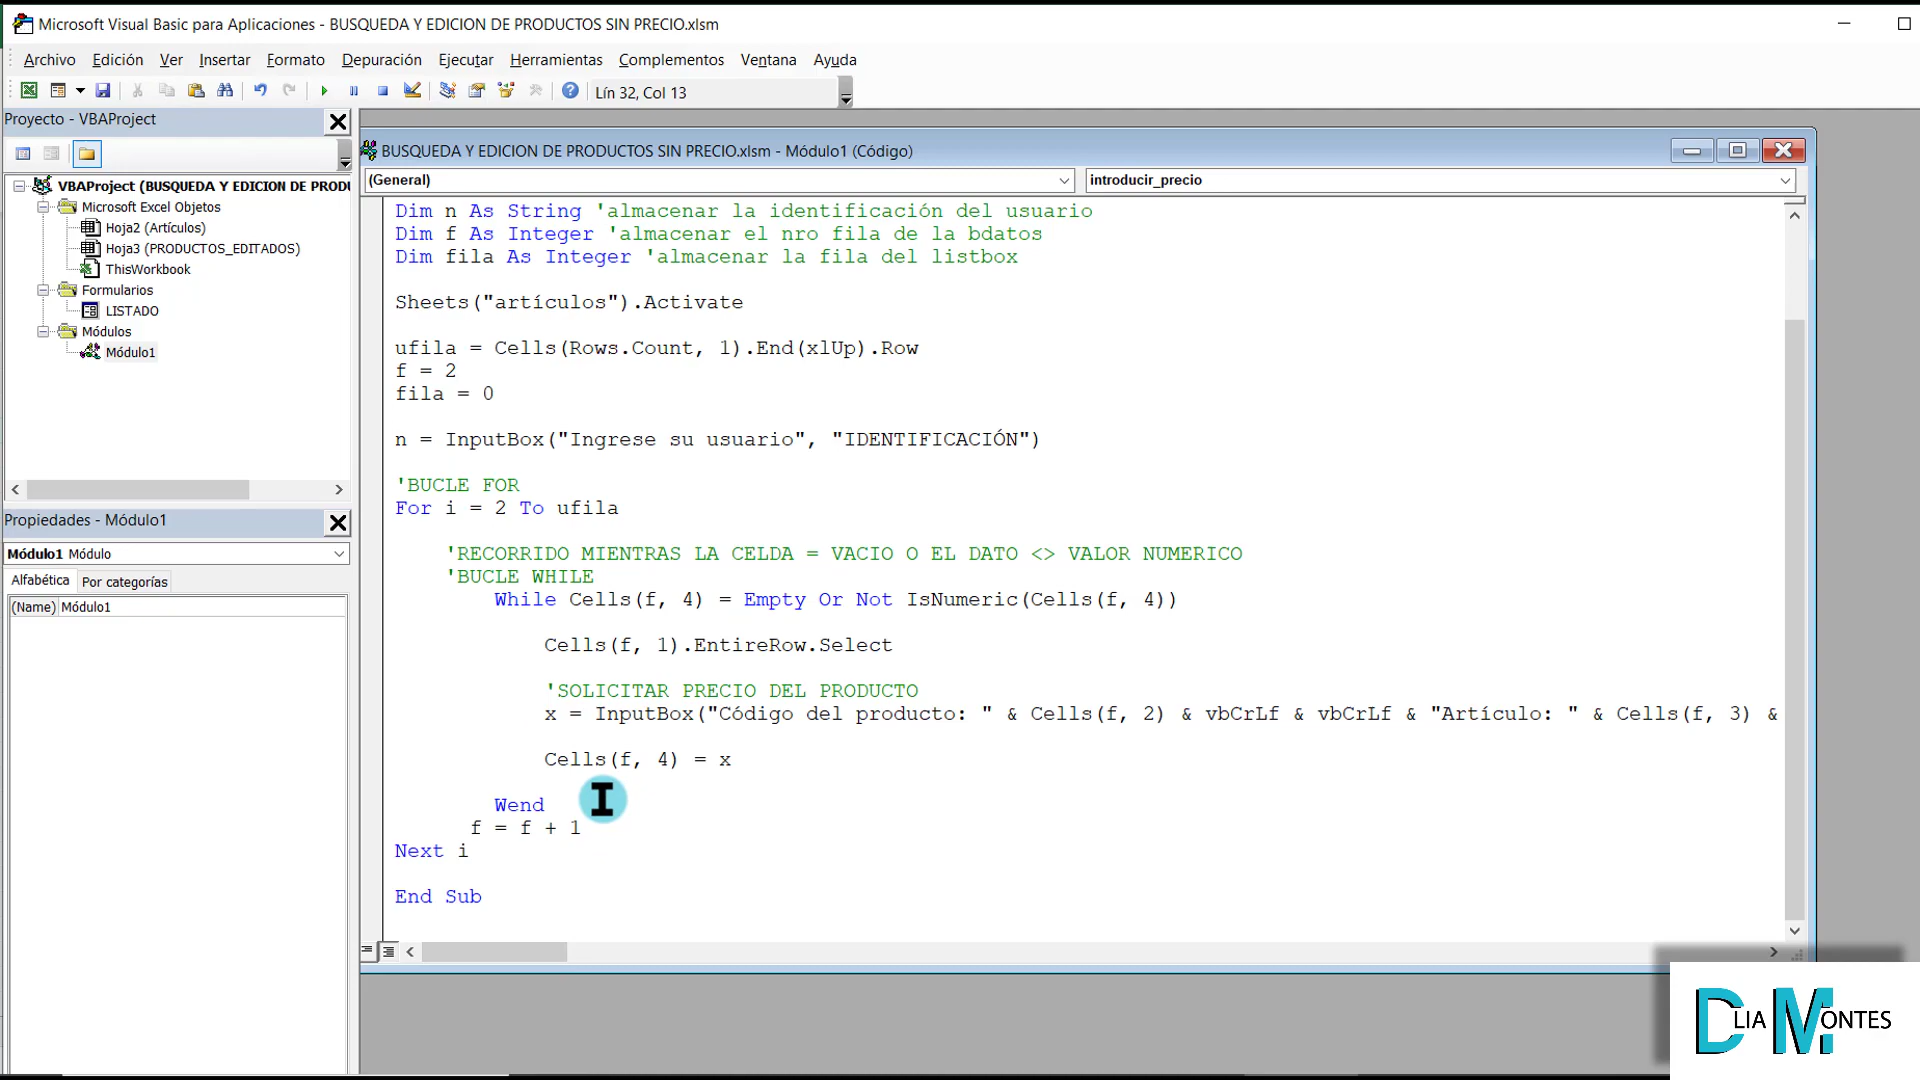 Microsoft Visual Basic para Aplicaciones - BUSQUEDA Y EDICION DE PRODUCTOS SIN PRECIO.xlsm
Archivo Edición Ver Insertar Formato Depuración Ejecutar Herramientas Complementos Ventana Ayuda
Lín 32, Col 13
Proyecto - VBAProject
VBAProject (BUSQUEDA Y EDICION DE PRODU
Microsoft Excel Objetos
Hoja2 (Artículos)
Hoja3 (PRODUCTOS_EDITADOS)
ThisWorkbook
Formularios
LISTADO
Módulos
Módulo1
Propiedades - Módulo1
Módulo1 Módulo
Alfabética Por categorías
(Name) Módulo1
BUSQUEDA Y EDICION DE PRODUCTOS SIN PRECIO.xlsm - Módulo1 (Código)
(General) introducir_precio
Dim n As String 'almacenar la identificación del usuario
Dim f As Integer 'almacenar el nro fila de la bdatos
Dim fila As Integer 'almacenar la fila del listbox
Sheets("artículos").Activate
ufila = Cells(Rows.Count, 1).End(xlUp).Row
f = 2
fila = 0
n = InputBox("Ingrese su usuario", "IDENTIFICACIÓN")
'BUCLE FOR
For i = 2 To ufila
'RECORRIDO MIENTRAS LA CELDA = VACIO O EL DATO <> VALOR NUMERICO
'BUCLE WHILE
While Cells(f, 4) = Empty Or Not IsNumeric(Cells(f, 4))
Cells(f, 1).EntireRow.Select
'SOLICITAR PRECIO DEL PRODUCTO
x = InputBox("Código del producto: " & Cells(f, 2) & vbCrLf & vbCrLf & "Artículo: " & Cells(f, 3) &
Cells(f, 4) = x
Wend
f = f + 1
Next i
End Sub
DLIA MONTES